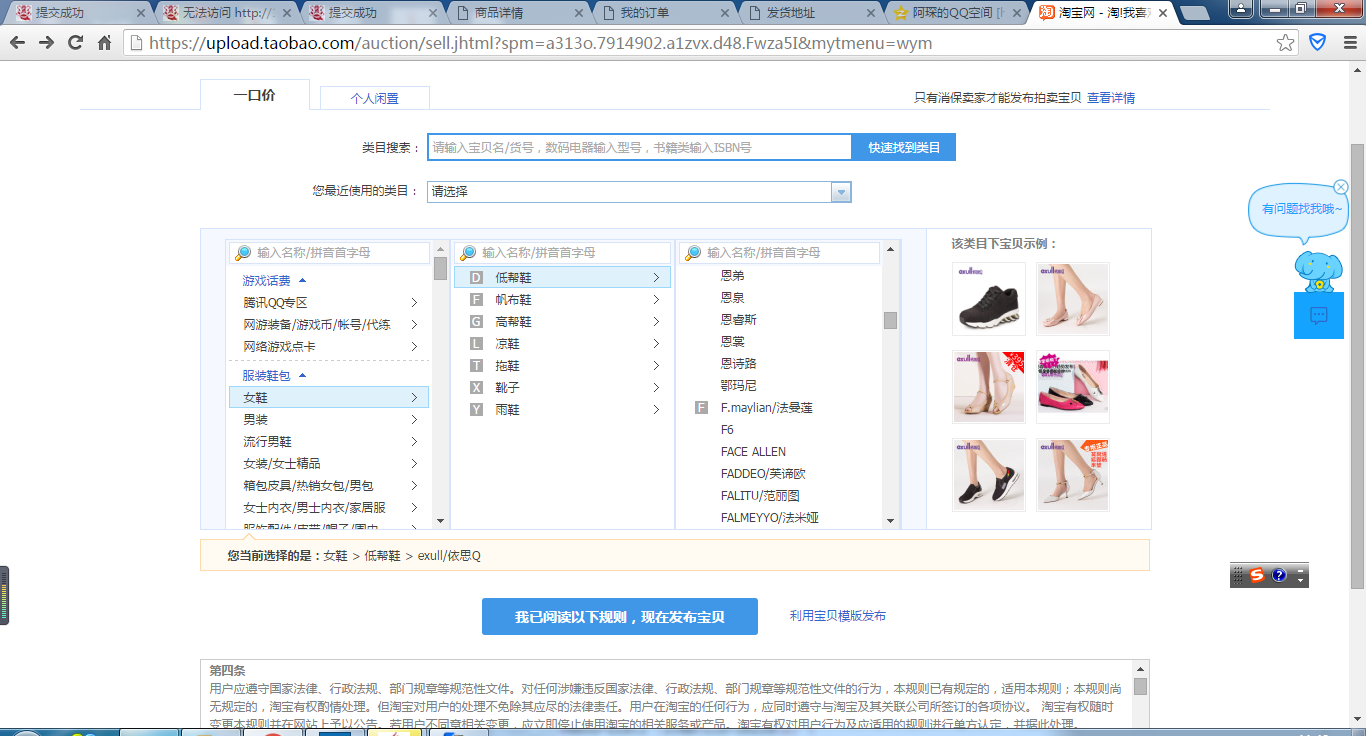 提交成功
无法访问 http://
提交成功
商品详情
我的订单
发货地址
阿琛的QQ空间
淘宝网 - 淘!我喜
https://upload.taobao.com/auction/sell.jhtml?spm=a313o.7914902.a1zvx.d48.Fwza5I&mytmenu=wym
一口价
个人闲置
只有消保卖家才能发布拍卖宝贝 查看详情
类目搜索：
请输入宝贝名/货号，数码电器输入型号，书籍类输入ISBN号
快速找到类目
您最近使用的类目：
请选择
有问题找我哦~
输入名称/拼音首字母
游戏话费
腾讯QQ专区
网游装备/游戏币/帐号/代练
网络游戏点卡
服装鞋包
女鞋
男装
流行男鞋
女装/女士精品
箱包皮具/热销女包/男包
女士内衣/男士内衣/家居服
服饰配件/皮带/帽子/围巾
输入名称/拼音首字母
D 低帮鞋
F 帆布鞋
G 高帮鞋
L 凉鞋
T 拖鞋
X 靴子
Y 雨鞋
输入名称/拼音首字母
恩弟
恩泉
恩睿斯
恩裳
恩诗路
鄂玛尼
F F.maylian/法曼莲
F6
FACE ALLEN
FADDEO/芙谛欧
FALITU/范丽图
FALMEYYO/法米娅
该类目下宝贝示例：
您当前选择的是：女鞋 > 低帮鞋 > exull/依思Q
我已阅读以下规则，现在发布宝贝
利用宝贝模版发布
第四条
用户应遵守国家法律、行政法规、部门规章等规范性文件。对任何涉嫌违反国家法律、行政法规、部门规章等规范性文件的行为，本规则已有规定的，适用本规则；本规则尚
无规定的，淘宝有权酌情处理。但淘宝对用户的处理不免除其应尽的法律责任。用户在淘宝的任何行为，应同时遵守与淘宝及其关联公司所签订的各项协议。 淘宝有权随时
变更本规则并在网站上予以公告。若用户不同意相关变更，应立即停止使用淘宝的相关服务或产品。淘宝有权对用户行为及应适用的规则进行单方认定，并据此处理。